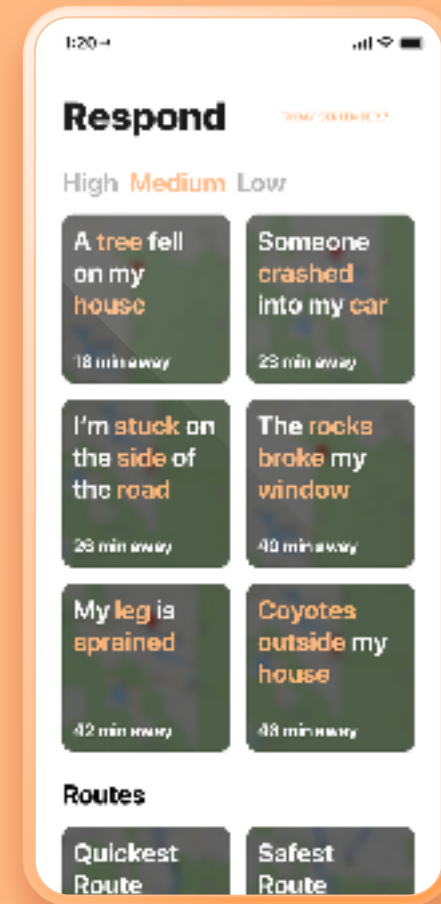 1:20
Respond
High Medium Low
A tree fell
on my
house
18 min away
Someone
crashed
into my car
23 min away
I'm stuck on
the side of
the road
26 min away
The rocks
broke my
window
40 min away
My leg is
sprained
42 min away
Coyotes
outside my
house
48 min away
Routes
Quickest
Route
Safest
Route